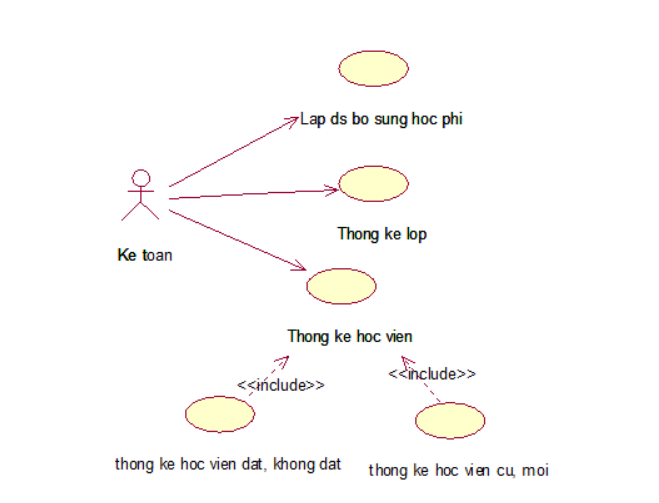 Lap ds bo sung hoc phi
Thong ke lop
Ke toan
Thong ke hoc vien
<<include>>
<<include>>
thong ke hoc vien dat, khong dat
thong ke hoc vien cu, moi